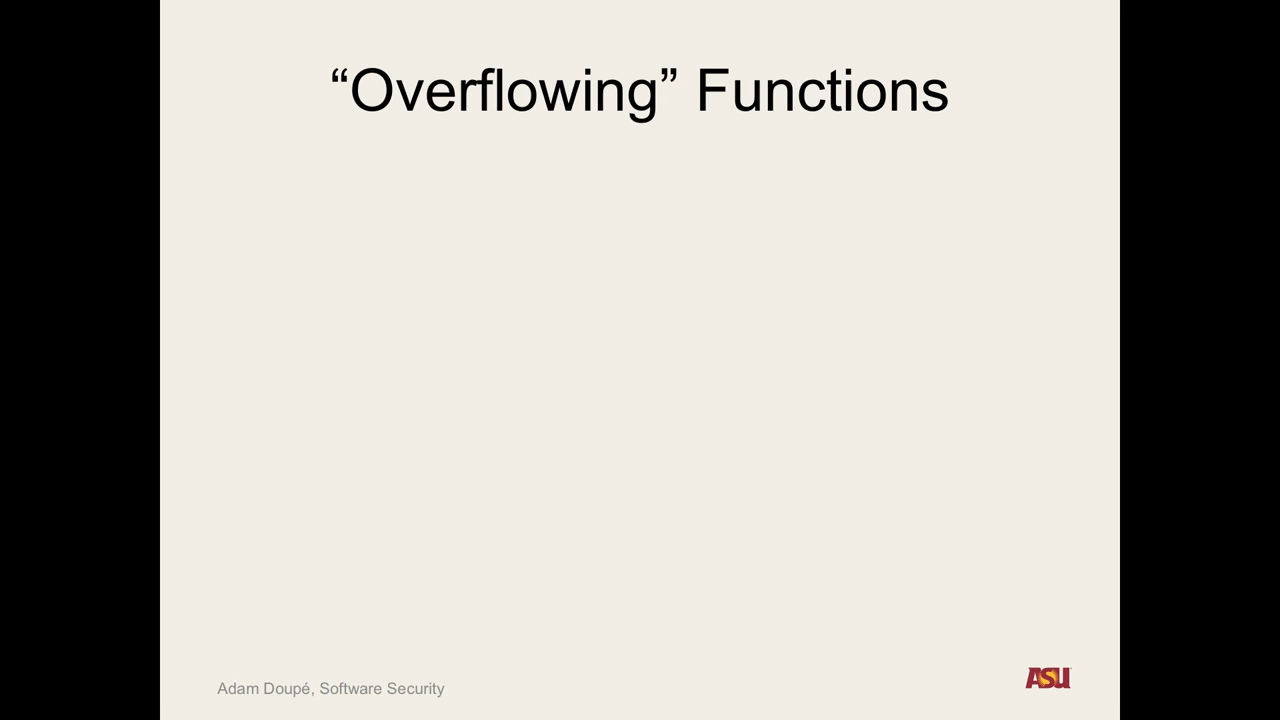 “Overflowing” Functions
Adam Doupé, Software Security
ASU